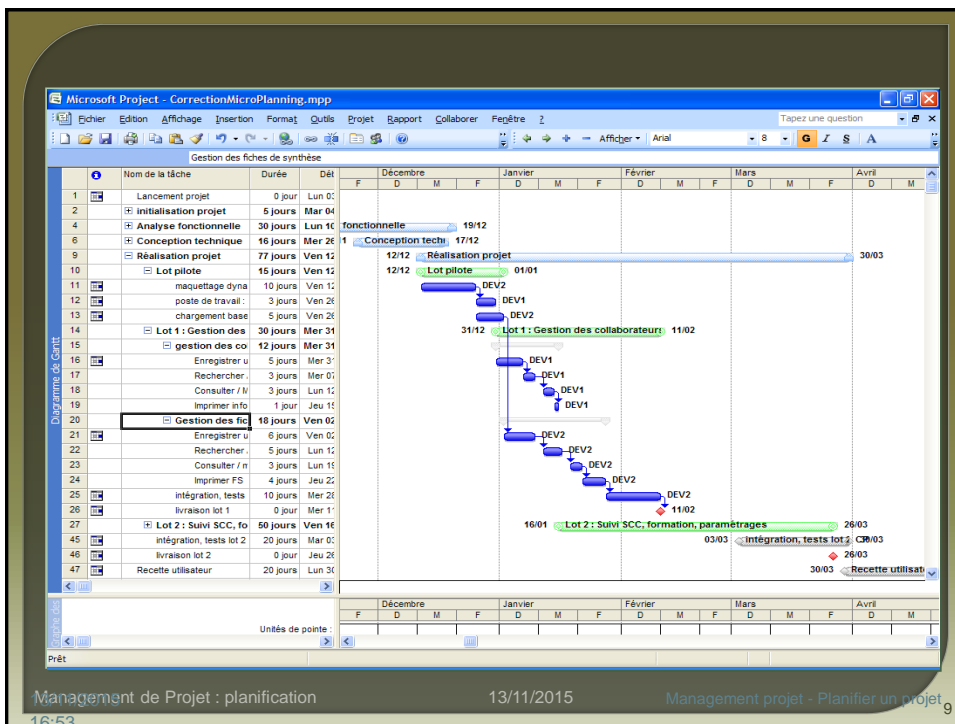 Microsoft Project - CorrectionMicroPlanning.mpp
Fichier Edition Affichage Insertion Format Outils Projet Rapport Collaborer Fenêtre ? Tapez une question
Afficher Arial 8 G I S A
Gestion des fiches de synthèse
Nom de la tâche Durée Dét
Décembre Janvier Février Mars Avril
F D M F D M F D M F D M F D M
1 Lancement projet 0 jour Lun 03
2 initialisation projet 5 jours Mar 04
4 Analyse fonctionnelle 30 jours Lun 10 fonctionnelle 19/12
6 Conception technique 16 jours Mer 26 1 Conception techn 17/12
9 Réalisation projet 77 jours Ven 12 12/12 Réalisation projet 30/03
10 Lot pilote 15 jours Ven 12 12/12 Lot pilote 01/01
11 maquettage dyna 10 jours Ven 12 DEV2
12 poste de travail : 3 jours Ven 26 DEV1
13 chargement base 5 jours Ven 26 DEV2
14 Lot 1 : Gestion des 30 jours Mer 31 31/12 Lot 1 : Gestion des collaborateurs 11/02
15 gestion des co 12 jours Mer 31
16 Enregistrer u 5 jours Mer 31 DEV1
17 Rechercher 3 jours Mer 07 DEV1
18 Consulter / M 3 jours Lun 12 DEV1
19 Imprimer info 1 jour Jeu 15 DEV1
20 Gestion des fic 18 jours Ven 02
21 Enregistrer u 6 jours Ven 02 DEV2
22 Rechercher 5 jours Lun 12 DEV2
23 Consulter / m 3 jours Lun 19 DEV2
24 Imprimer FS 4 jours Jeu 22 DEV2
25 intégration, tests 10 jours Mer 28 DEV2
26 livraison lot 1 0 jour Mer 11 11/02
27 Lot 2 : Suivi SCC, fo 50 jours Ven 16 16/01 Lot 2 : Suivi SCC, formation, paramétrages 26/03
45 intégration, tests lot 2 20 jours Mar 03 03/03 intégration, tests lot 2
46 livraison lot 2 0 jour Jeu 26 26/03
47 Recette utilisateur 20 jours Lun 30 30/03 Recette utilisat
Diagramme de Gantt
Décembre Janvier Février Mars Avril
F D M F D M F D M F D M F D M
Unités de pointe :
Prêt
Management de Projet : planification 13/11/2015 Management projet - Planifier un projet 9
16:53